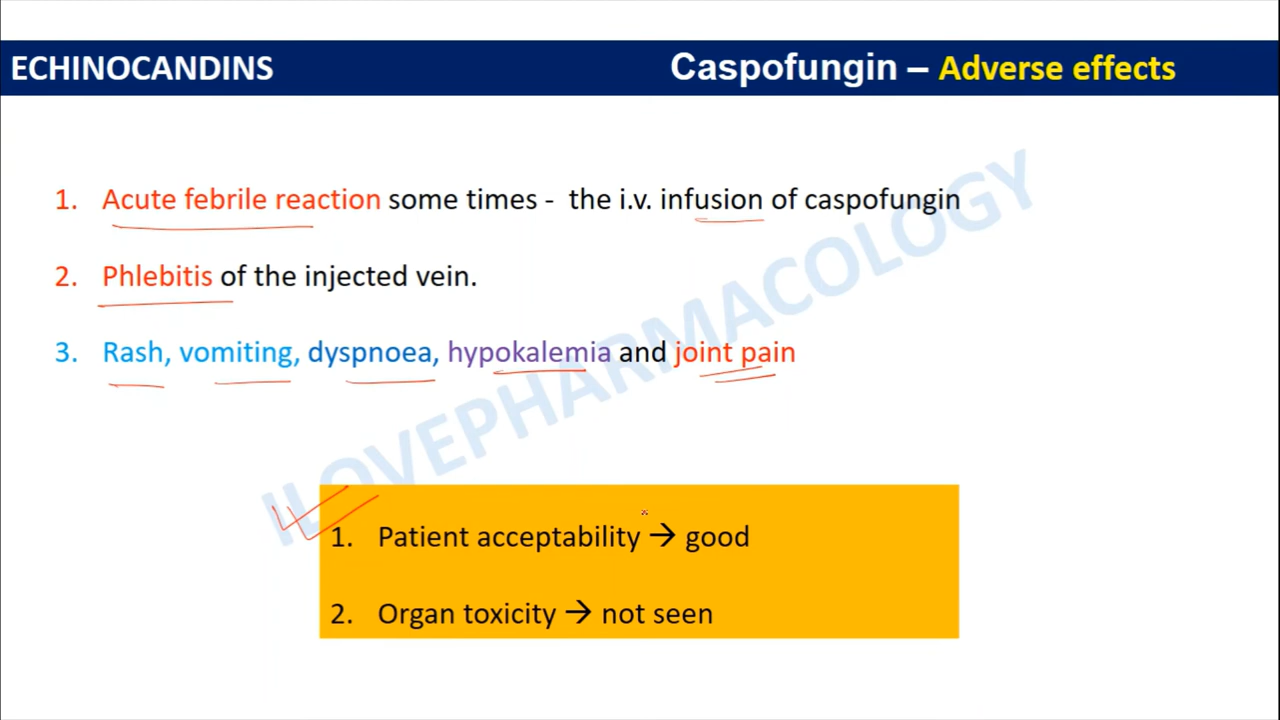 ECHINOCANDINS
Caspofungin – Adverse effects
1. Acute febrile reaction some times - the i.v. infusion of caspofungin
2. Phlebitis of the injected vein.
3. Rash, vomiting, dyspnoea, hypokalemia and joint pain
ILOVEPHARMACOLOGY
1. Patient acceptability → good
2. Organ toxicity → not seen